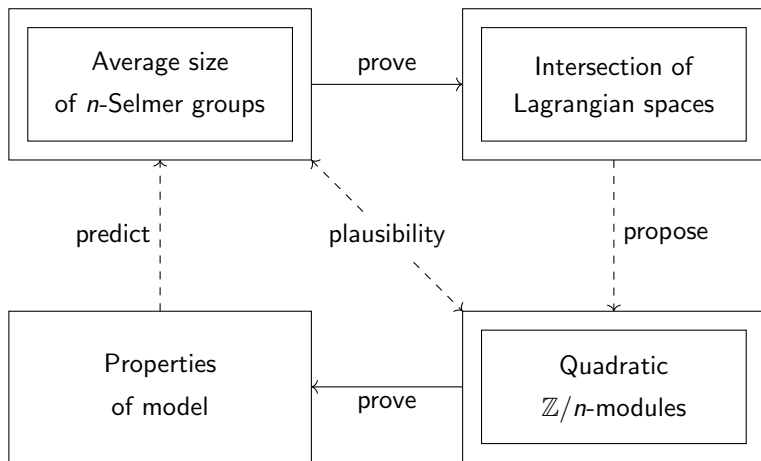 Average size
of n-Selmer groups
prove
Intersection of
Lagrangian spaces
predict
plausibility
propose
Properties
of model
prove
Quadratic
ℤ/n-modules